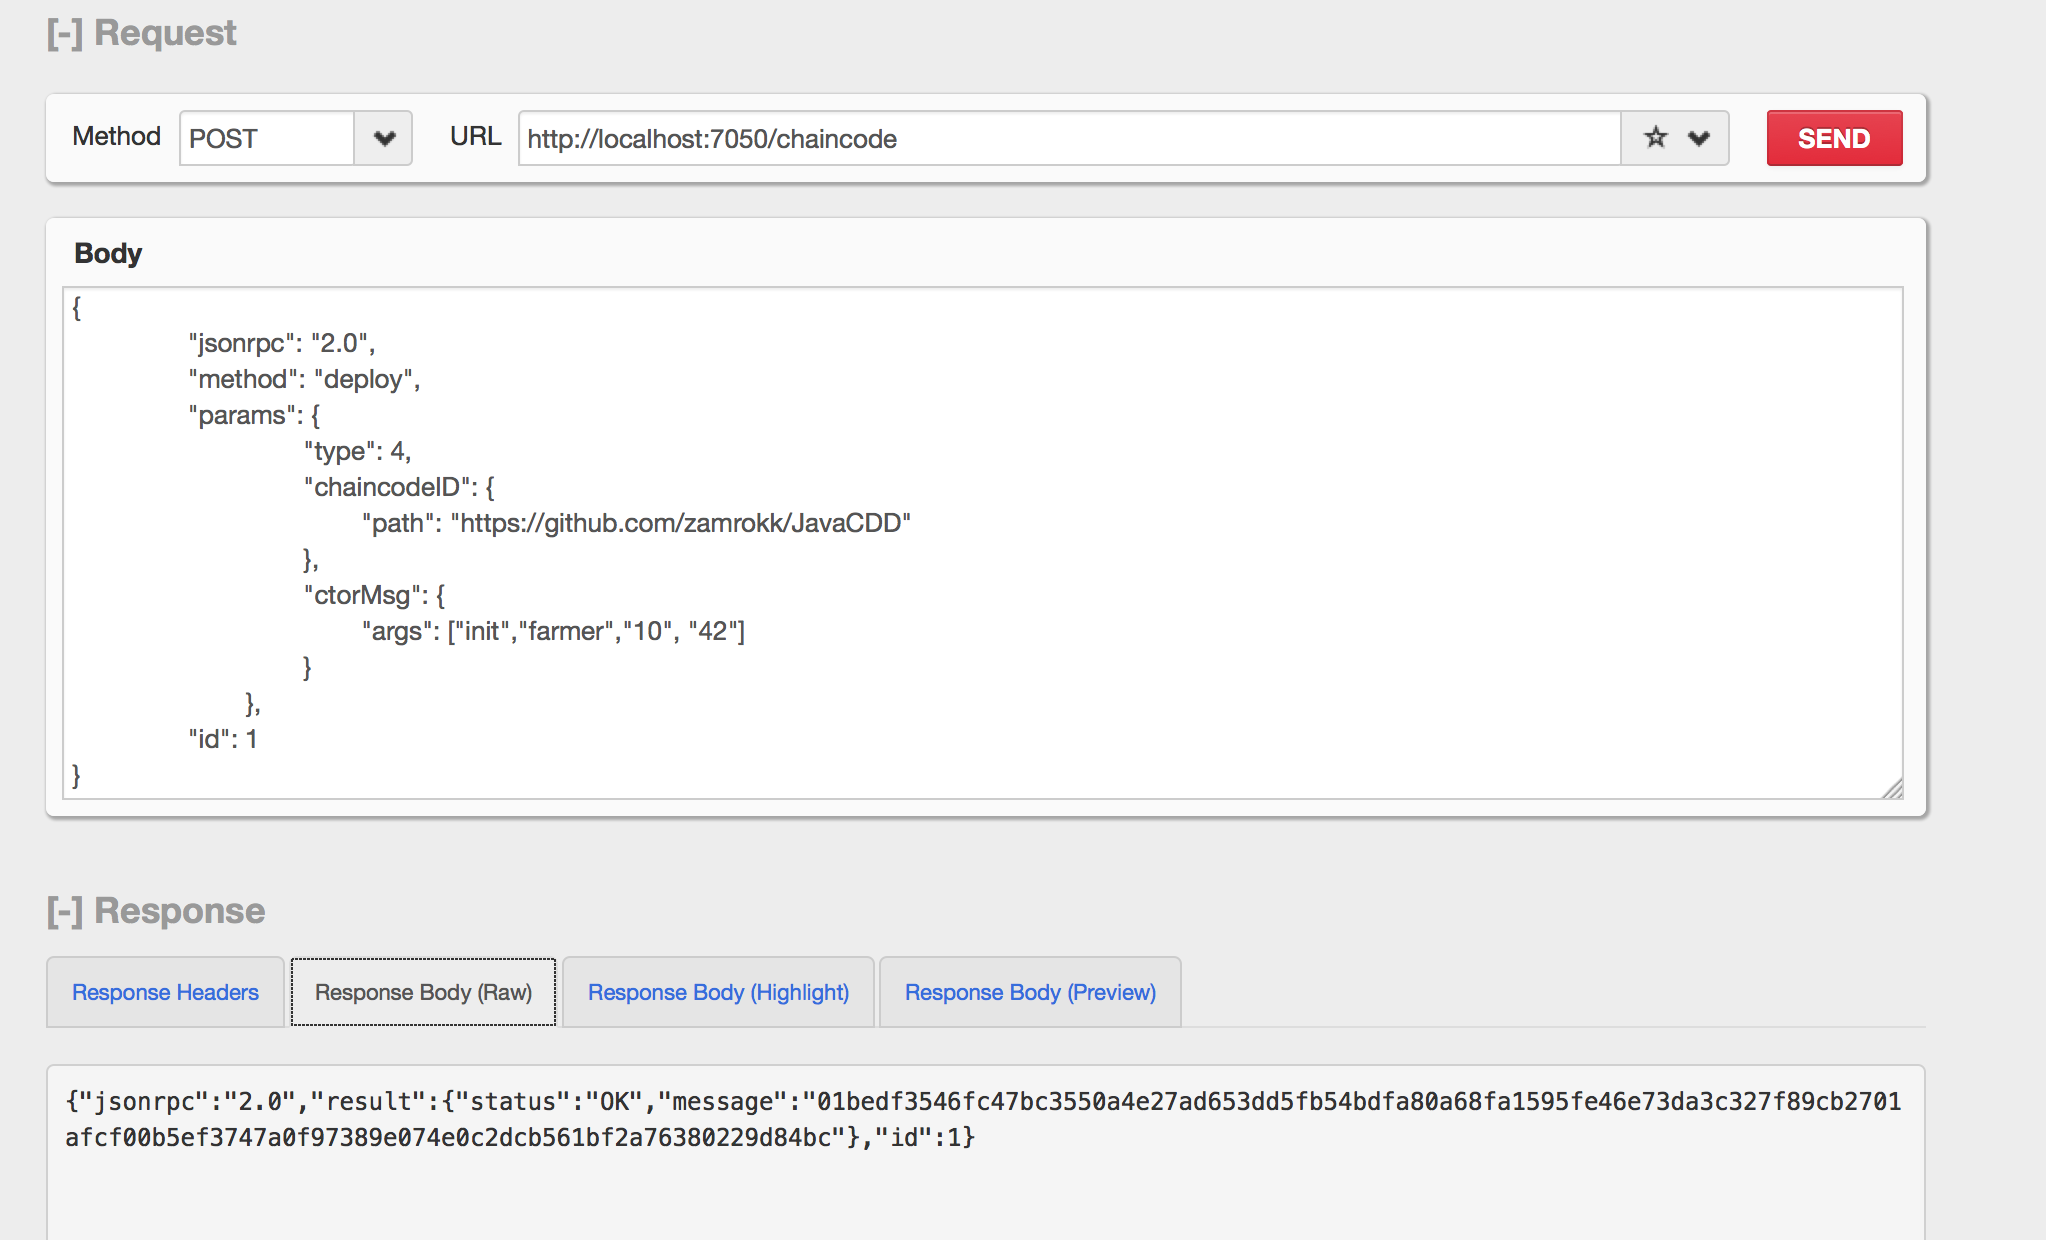 [-] Request
Method POST URL http://localhost:7050/chaincode SEND
Body
{
"jsonrpc": "2.0",
"method": "deploy",
"params": {
"type": 4,
"chaincodeID": {
"path": "https://github.com/zamrokk/JavaCDD"
},
"ctorMsg": {
"args": ["init","farmer","10", "42"]
}
},
"id": 1
}
[-] Response
Response Headers Response Body (Raw) Response Body (Highlight) Response Body (Preview)
{"jsonrpc":"2.0","result":{"status":"OK","message":"01bedf3546fc47bc3550a4e27ad653dd5fb54bdfa80a68fa1595fe46e73da3c327f89cb2701
afcf00b5ef3747a0f97389e074e0c2dcb561bf2a76380229d84bc"},"id":1}